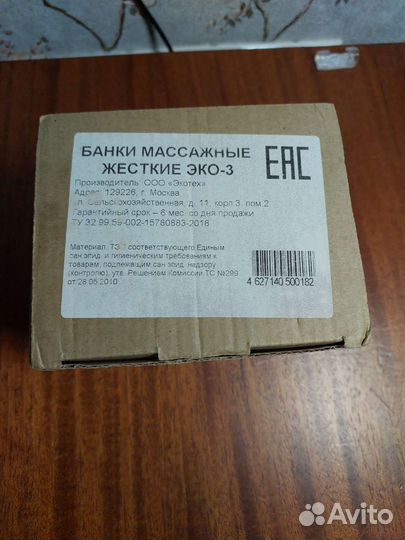 БАНКИ МАССАЖНЫЕ
ЖЕСТКИЕ ЭКО-3
EAC
Производитель: ООО «Экотех»
Адрес: 129226, г. Москва,
ул. Сельскохозяйственная, д. 11, корп 3, пом 2
Гарантийный срок – 6 мес. со дня продажи
ТУ 32.99.59-002-15780883-2018
Материал: ТЭП соответствующего Единым
сан.эпид. и гигиеническим требованиям к
товарам, подлежащим сан.эпид. надзору
(контролю), утв. Решением Комиссии ТС №299
от 28.05.2010
4 627140 500182
Avito